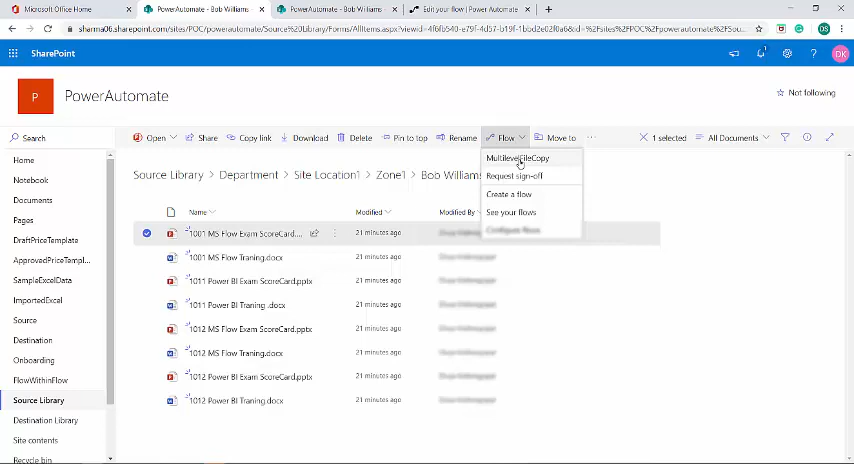 Microsoft Office Home
PowerAutomate - Bob Williams -
PowerAutomate - Bob Williams -
Edit your flow | Power Automate
sharma06.sharepoint.com/sites/POC/powerautomate/Source%20Library/Forms/AllItems.aspx?viewid=4f6fb540-e79f-4d57-b19f-1bbd2e02f0a6&id=%2Fsites%2FPOC%2Fpowerautomate%2FSou...
DS
SharePoint
1
?
DK
P
PowerAutomate
Not following
Search
Open
Share
Copy link
Download
Delete
Pin to top
Rename
Flow
Move to
...
1 selected
All Documents
MultilevelFileCopy
Request sign-off
Create a flow
See your flows
Configure flows
Source Library > Department > Site Location1 > Zone1 > Bob Williams
Name
Modified
Modified By
1001 MS Flow Exam ScoreCard....
21 minutes ago
1001 MS Flow Traning.docx
21 minutes ago
1011 Power BI Exam ScoreCard.pptx
21 minutes ago
1011 Power BI Traning .docx
21 minutes ago
1012 MS Flow Exam ScoreCard.pptx
21 minutes ago
1012 MS Flow Traning.docx
21 minutes ago
1012 Power BI Exam ScoreCard.pptx
21 minutes ago
1012 Power BI Traning docx
21 minutes ago
Home
Notebook
Documents
Pages
DraftPriceTemplate
ApprovedPriceTempl...
SampleExcelData
ImportedExcel
Source
Destination
Onboarding
FlowWithinFlow
Source Library
Destination Library
Site contents
Recycle bin